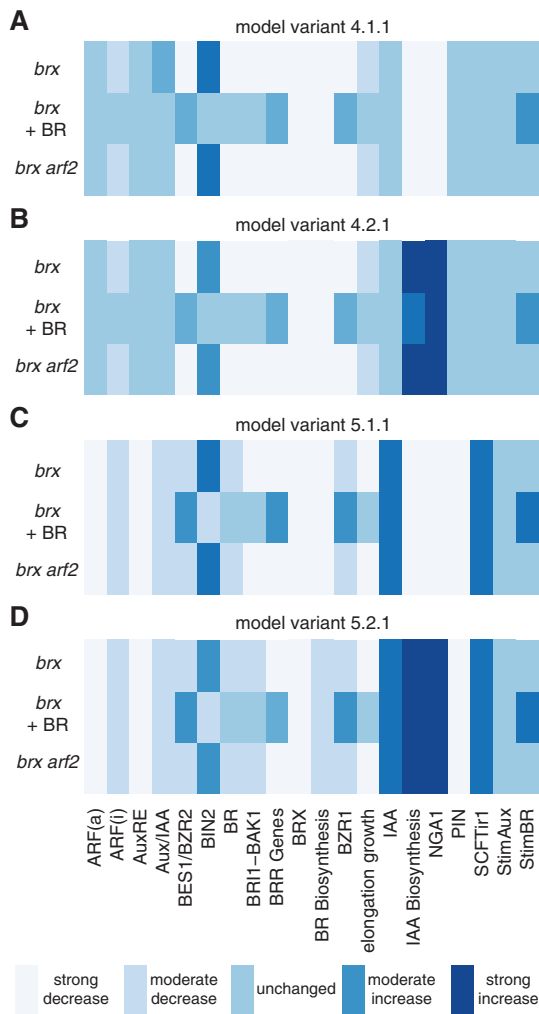 A
model variant 4.1.1
brx
brx
+ BR
brx arf2
B
model variant 4.2.1
brx
brx
+ BR
brx arf2
C
model variant 5.1.1
brx
brx
+ BR
brx arf2
D
model variant 5.2.1
brx
brx
+ BR
brx arf2
ARF(a)
ARF(i)
AuxRE
Aux/IAA
BES1/BZR2
BIN2
BR
BRI1−BAK1
BRR Genes
BRX
BR Biosynthesis
BZR1
elongation growth
IAA
IAA Biosynthesis
NGA1
PIN
SCFTir1
StimAux
StimBR
strong
decrease
moderate
decrease
unchanged
moderate
increase
strong
increase